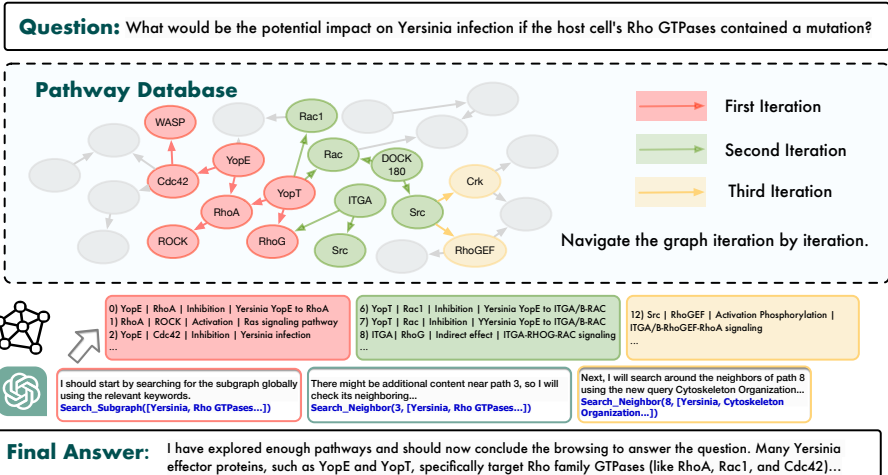 Question: What would be the potential impact on Yersinia infection if the host cell's Rho GTPases contained a mutation?
Pathway Database
WASP
Rac1
First Iteration
YopE
Rac
DOCK
180
Second Iteration
Cdc42
YopT
Crk
Third Iteration
RhoA
ITGA
Src
ROCK
RhoG
Src
RhoGEF
Navigate the graph iteration by iteration.
0) YopE | RhoA | Inhibition | Yersinia YopE to RhoA
1) RhoA | ROCK | Activation | Ras signaling pathway
2) YopE | Cdc42 | Inhibition | Yersinia infection
...
6) YopT | Rac1 | Inhibition | Yersinia YopE to ITGA/B-RAC
7) YopT | Rac | Inhibition | YYersinia YopE to ITGA/B-RAC
8) ITGA| RhoG | Indirect effect | ITGA-RHOG-RAC signaling
...
12) Src | RhoGEF | Activation Phosphorylation |
ITGA/B-RhoGEF-RhoA signaling
...
I should start by searching for the subgraph globally
using the relevant keywords.
Search_Subgraph([Yersinia, Rho GTPases...])
There might be additional content near path 3, so I will
check its neighboring...
Search_Neighbor(3, [Yersinia, Rho GTPases...])
Next, I will search around the neighbors of path 8
using the new query Cytoskeleton Organization...
Search_Neighbor(8, [Yersinia, Cytoskeleton
Organization...])
Final Answer: I have explored enough pathways and should now conclude the browsing to answer the question. Many Yersinia
effector proteins, such as YopE and YopT, specifically target Rho family GTPases (like RhoA, Rac1, and Cdc42)...